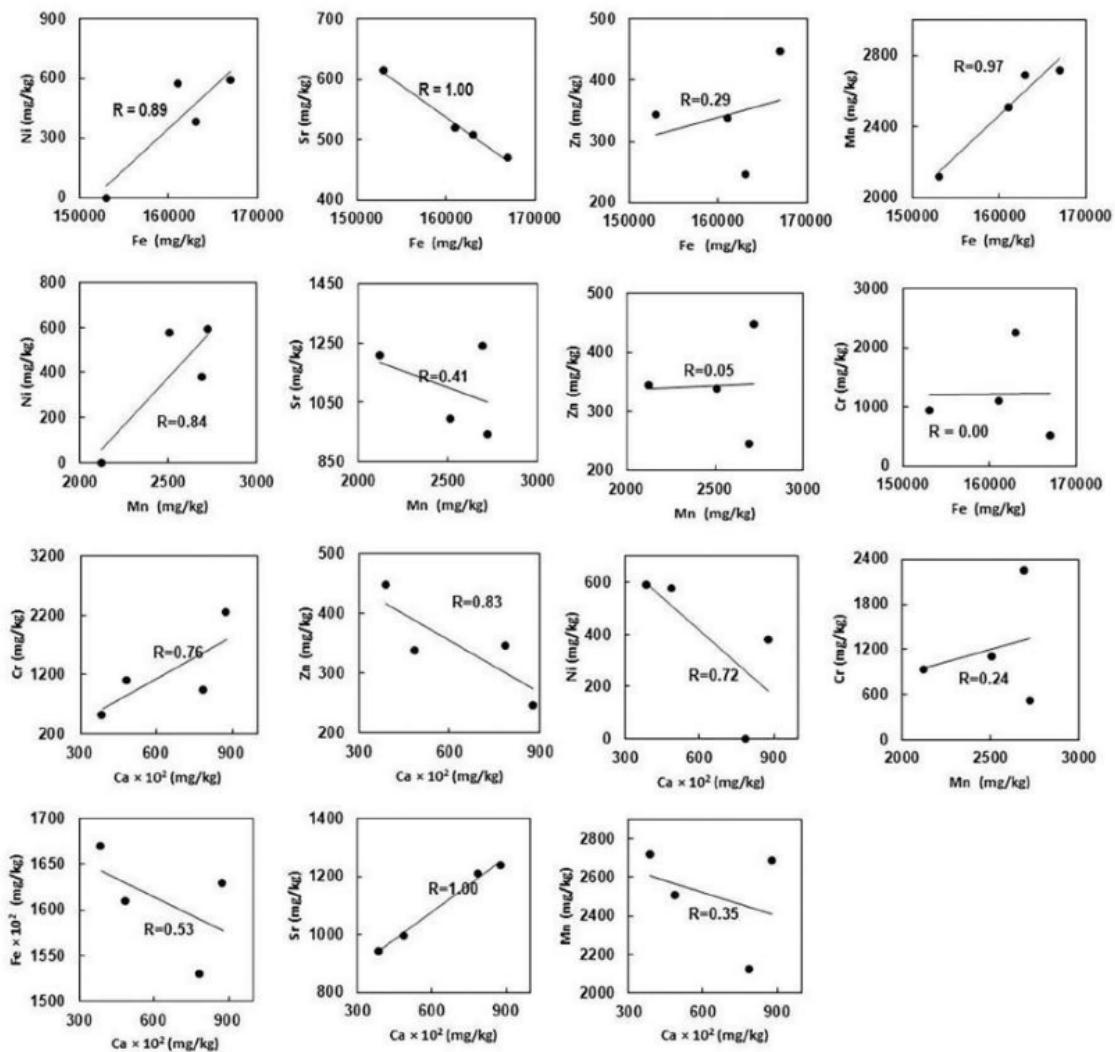 900
600
300
0
Ni (mg/kg)
R = 0.89
150000 160000 170000
Fe (mg/kg)
700
600
500
400
Sr (mg/kg)
R = 1.00
150000 160000 170000
Fe (mg/kg)
500
400
300
200
Zn (mg/kg)
R=0.29
150000 160000 170000
Fe (mg/kg)
2800
2400
2000
Mn (mg/kg)
R=0.97
150000 160000 170000
Fe (mg/kg)
800
600
400
200
0
Ni (mg/kg)
R=0.84
2000 2500 3000
Mn (mg/kg)
1450
1250
1050
850
Sr (mg/kg)
R=0.41
2000 2500 3000
Mn (mg/kg)
500
400
300
200
Zn (mg/kg)
R=0.05
2000 2500 3000
Mn (mg/kg)
3000
2000
1000
0
Cr (mg/kg)
R = 0.00
150000 160000 170000
Fe (mg/kg)
3200
2200
1200
200
Cr (mg/kg)
R=0.76
300 600 900
Ca × 10² (mg/kg)
500
400
300
200
Zn (mg/kg)
R=0.83
300 600 900
Ca × 10² (mg/kg)
600
400
200
0
Ni (mg/kg)
R=0.72
300 600 900
Ca × 10² (mg/kg)
2400
1800
1200
600
0
Cr (mg/kg)
R=0.24
2000 2500 3000
Mn (mg/kg)
1700
1650
1600
1550
1500
Fe × 10² (mg/kg)
R=0.53
300 600 900
Ca × 10² (mg/kg)
1400
1200
1000
800
Sr (mg/kg)
R=1.00
300 600 900
Ca × 10² (mg/kg)
2800
2600
2400
2200
2000
Mn (mg/kg)
R=0.35
300 600 900
Ca × 10² (mg/kg)